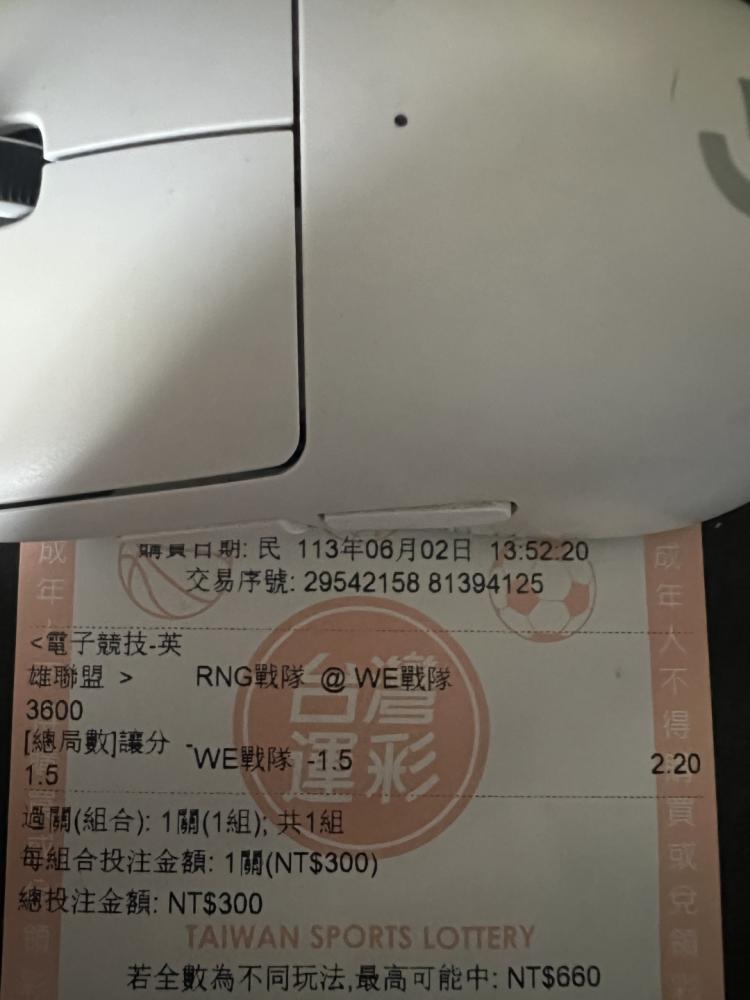 購買日期: 民 113年06月02日 13:52:20
交易序號: 29542158 81394125
<電子競技-英
雄聯盟 > RNG戰隊 @ WE戰隊
3600
[總局數]讓分 -
1.5 WE戰隊 -1.5 2.20
過關(組合): 1關(1組); 共1組
每組合投注金額: 1關(NT$300)
總投注金額: NT$300
TAIWAN SPORTS LOTTERY
若全數為不同玩法,最高可能中: NT$660
台灣
運彩
成年人
成年人不得購買或兌領